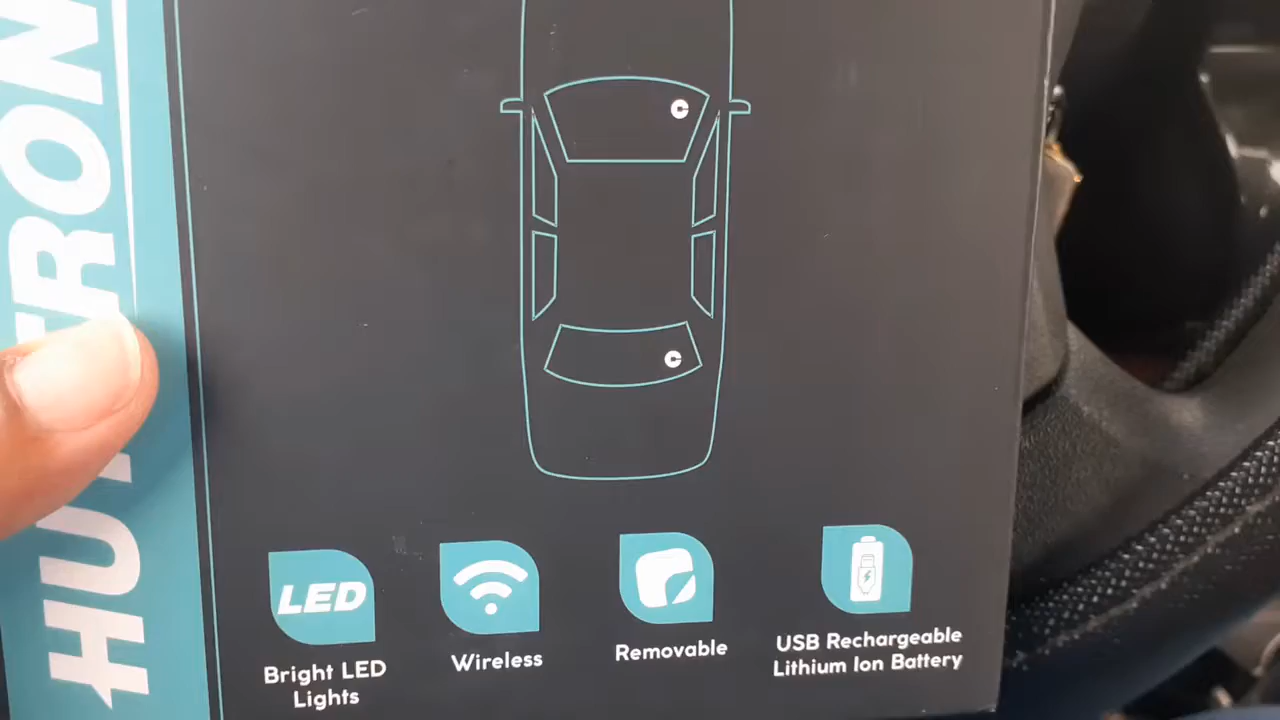 LED
Bright LED
Lights
Wireless
Removable
USB Rechargeable
Lithium Ion Battery